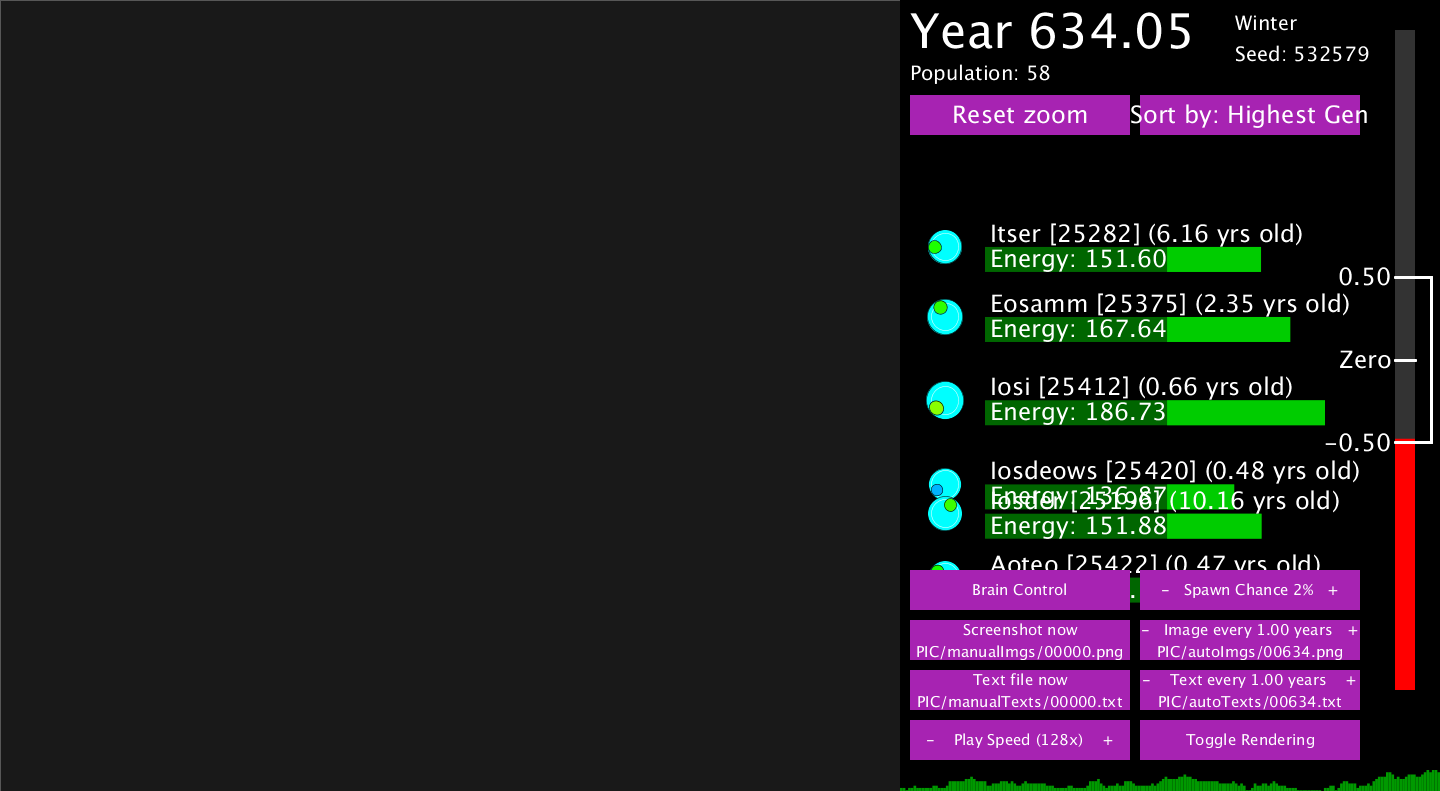 Year 634.05
Winter
Seed: 532579
Population: 58
Reset zoom
Sort by: Highest Gen
Itser [25282] (6.16 yrs old)
Energy: 151.60
0.50
Eosamm [25375] (2.35 yrs old)
Energy: 167.64
Zero
Iosi [25412] (0.66 yrs old)
Energy: 186.73
-0.50
Iosdeows [25420] (0.48 yrs old)
Energy: 136.87
Iosder [25196] (10.16 yrs old)
Energy: 151.88
Aoteo [25422] (0.47 yrs old)
Brain Control
- Spawn Chance 2% +
Screenshot now
PIC/manualImgs/00000.png
- Image every 1.00 years +
PIC/autoImgs/00634.png
Text file now
PIC/manualTexts/00000.txt
- Text every 1.00 years +
PIC/autoTexts/00634.txt
- Play Speed (128x) +
Toggle Rendering